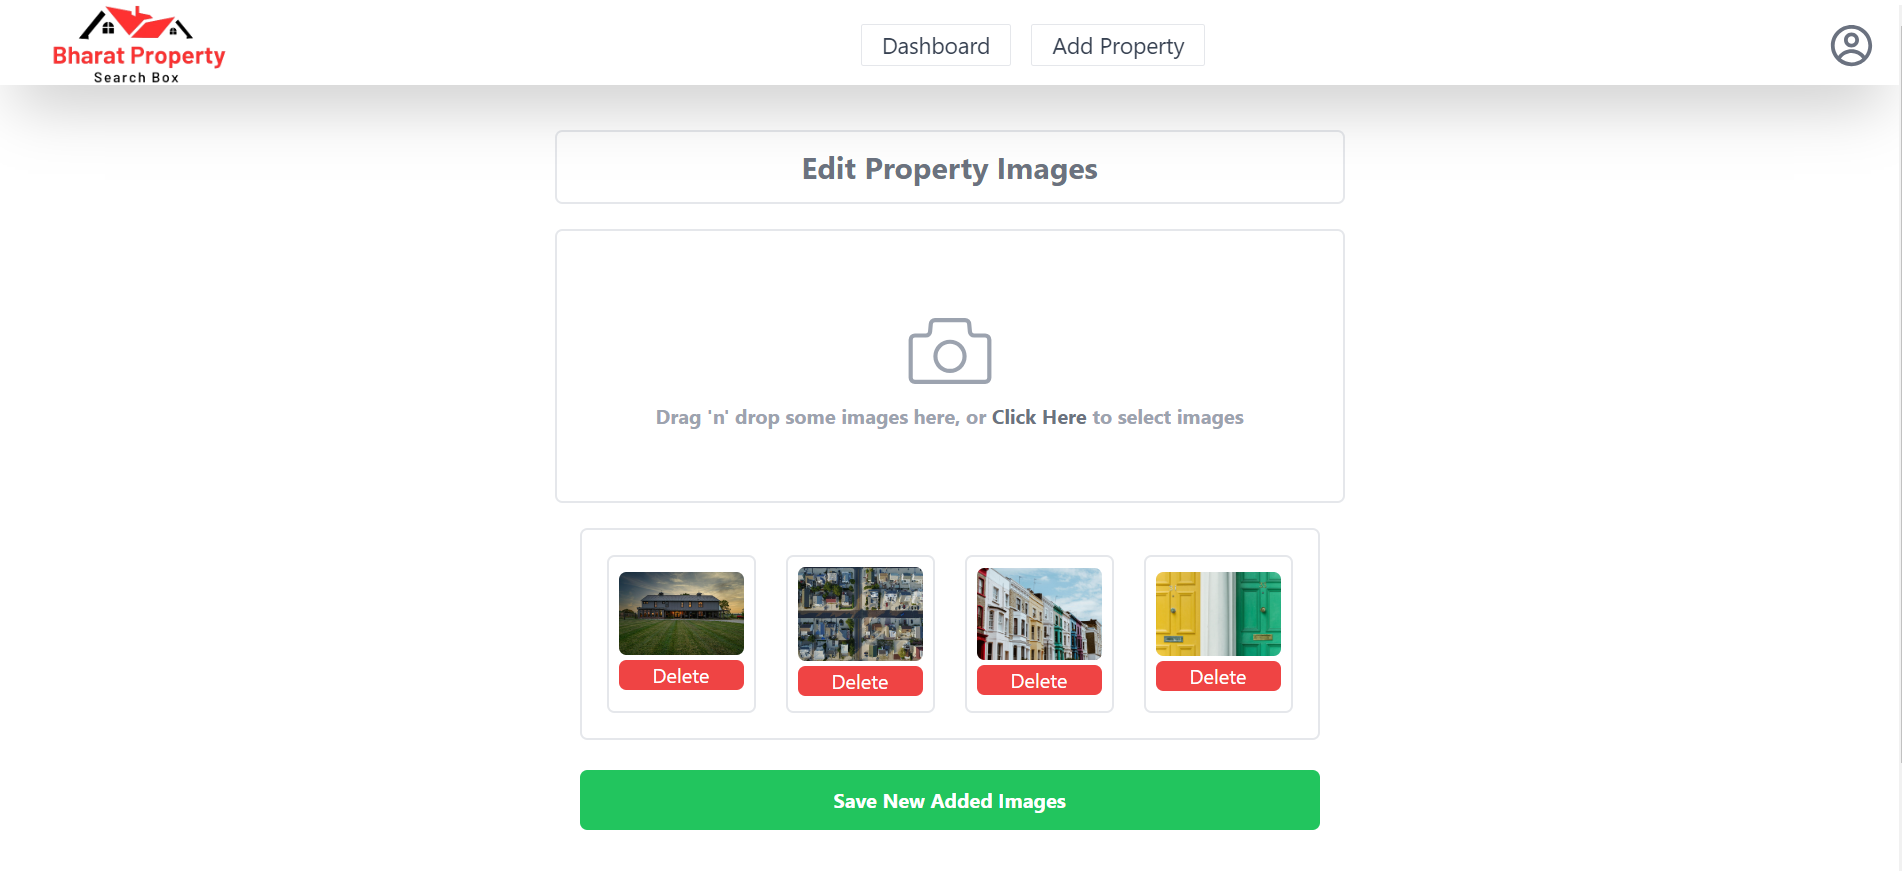 Bharat Property
Search Box
Dashboard
Add Property
Edit Property Images
Drag 'n' drop some images here, or Click Here to select images
Delete
Delete
Delete
Delete
Save New Added Images